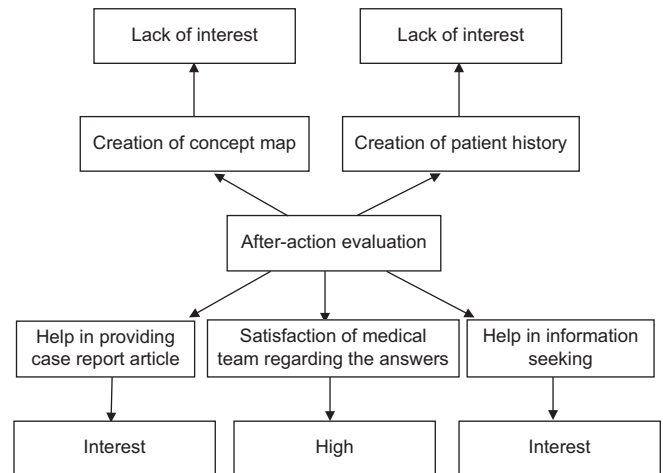 Lack of interest
Lack of interest
Creation of concept map
Creation of patient history
After-action evaluation
Help in providing
case report article
Satisfaction of medical
team regarding the answers
Help in information
seeking
Interest
High
Interest